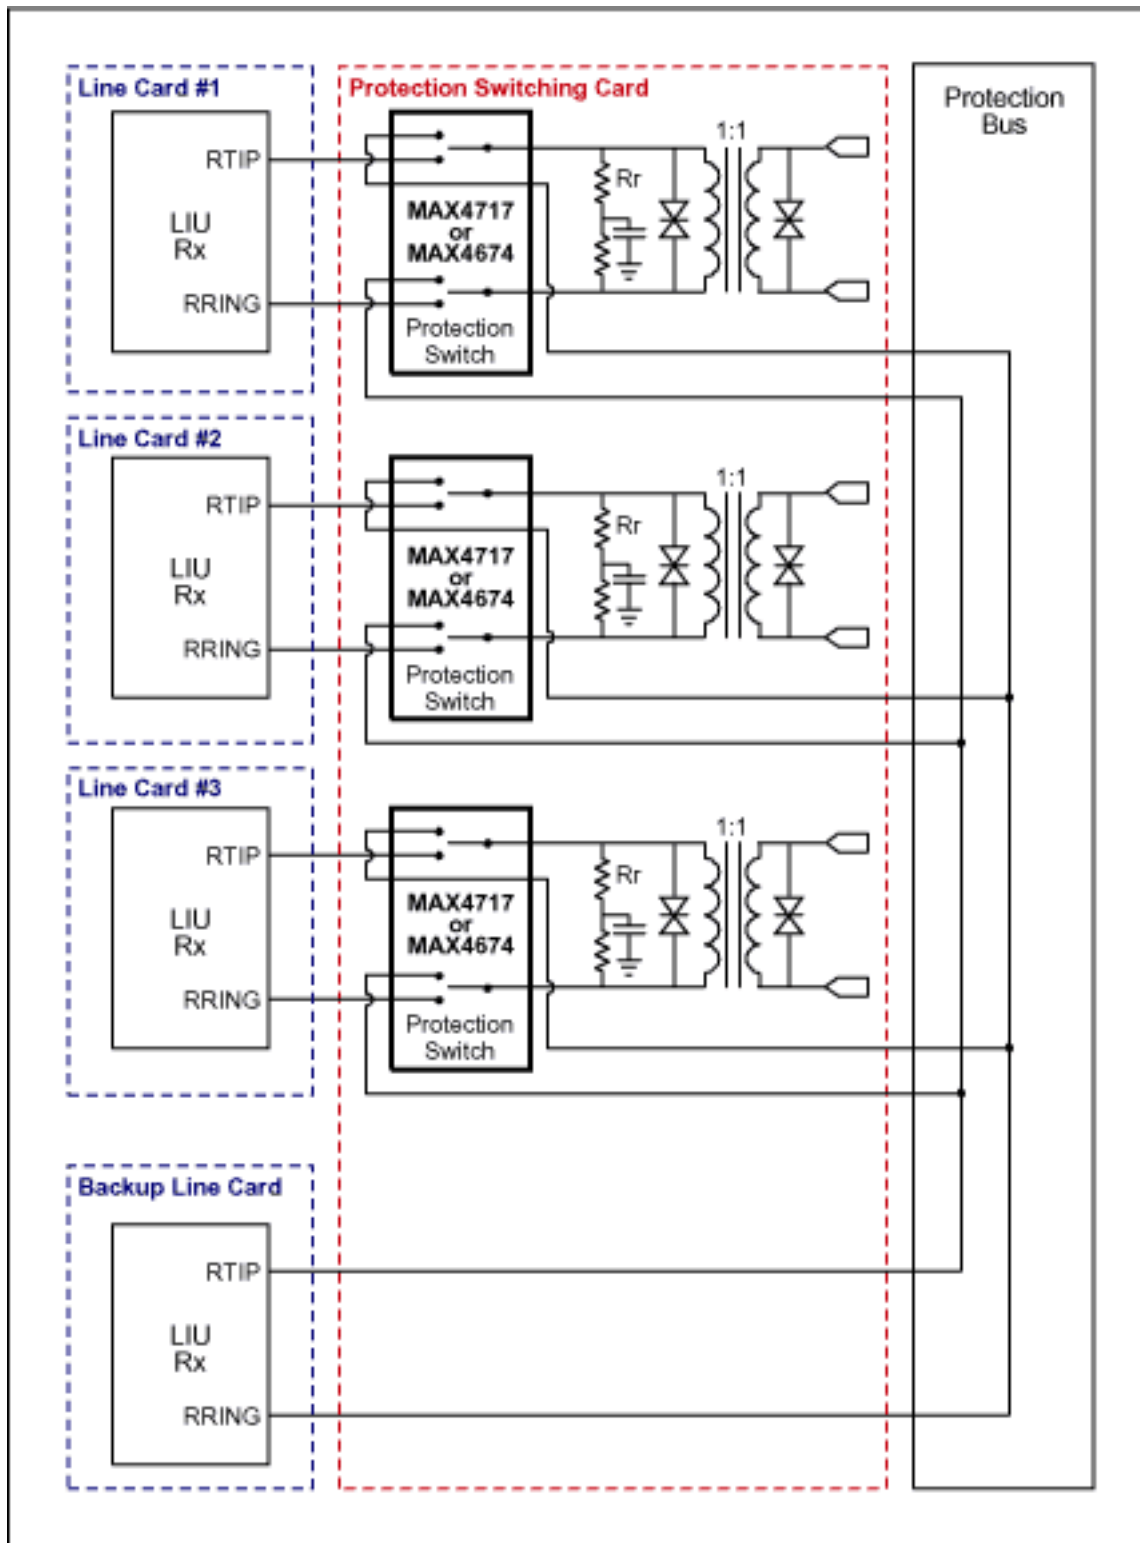 Line Card #1
Protection Switching Card
Protection
Bus
RTIP
LIU
Rx
RRING
MAX4717
or
MAX4674
Protection
Switch
Rr
1:1
Line Card #2
RTIP
LIU
Rx
RRING
MAX4717
or
MAX4674
Protection
Switch
Rr
1:1
Line Card #3
RTIP
LIU
Rx
RRING
MAX4717
or
MAX4674
Protection
Switch
Rr
1:1
Backup Line Card
RTIP
LIU
Rx
RRING